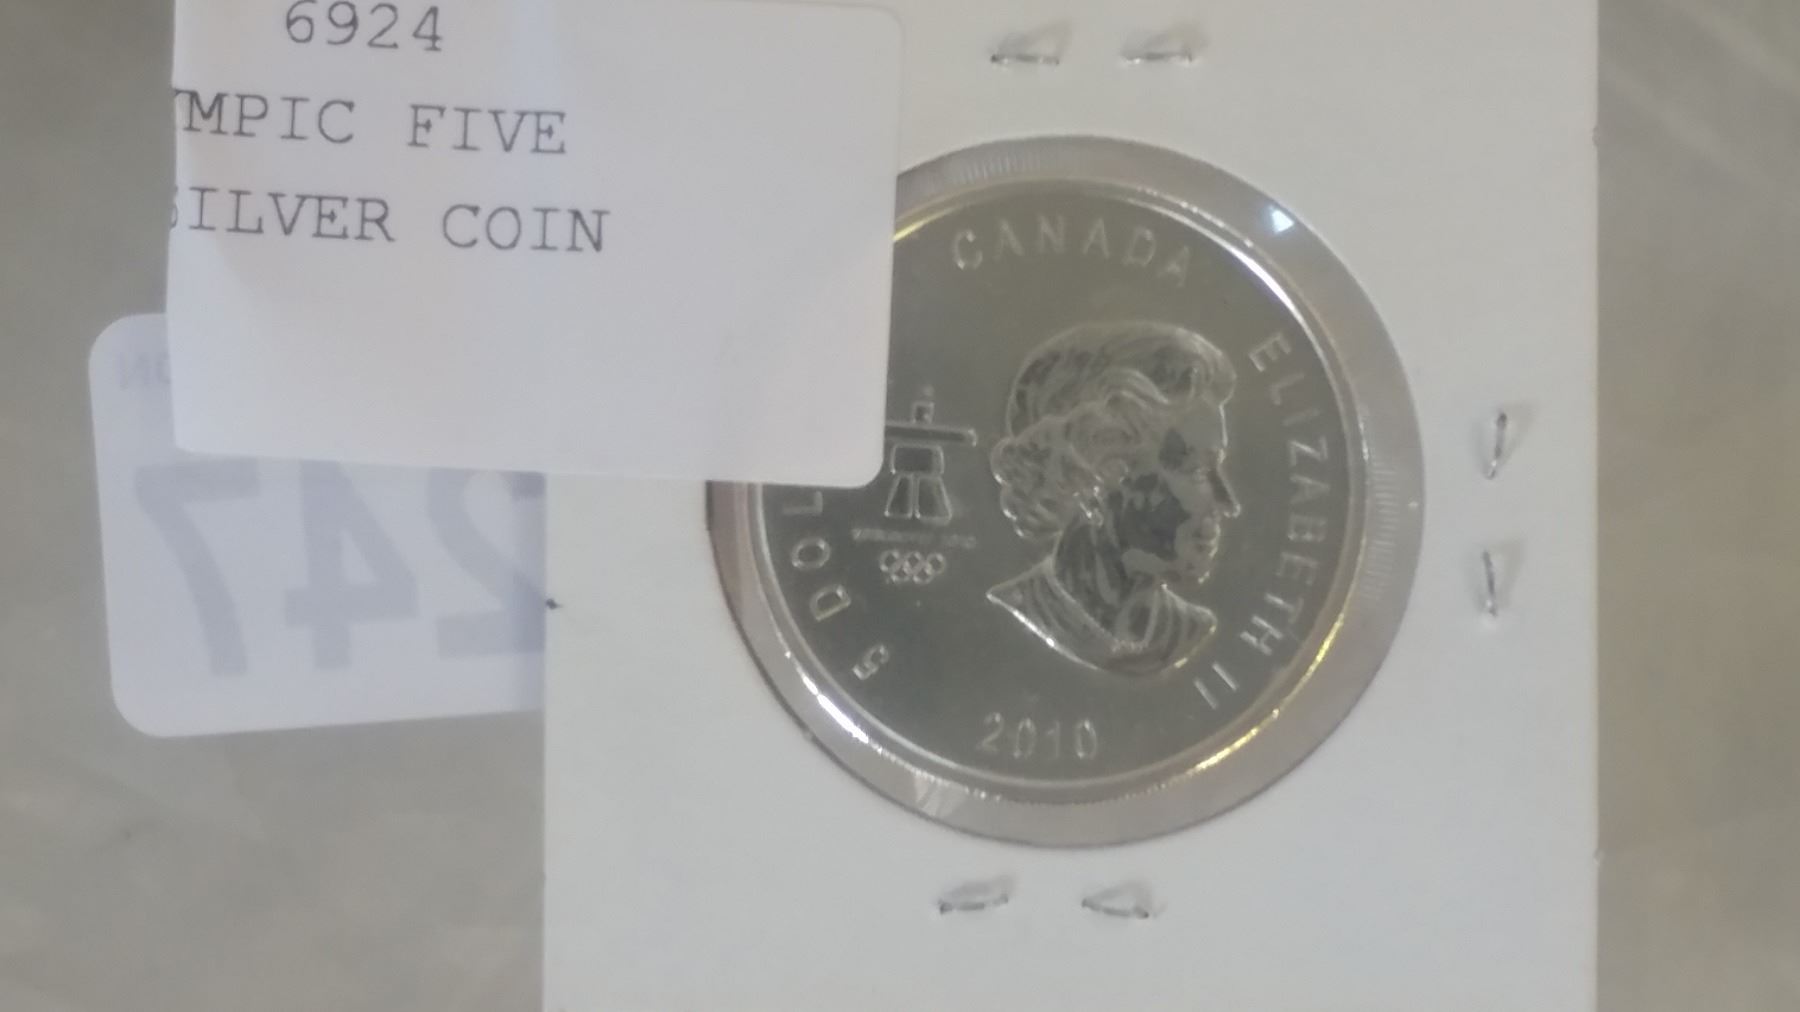 6924
MPIC FIVE
SILVER COIN
247
CANADA
ELIZABETH II
5 DOL
2010